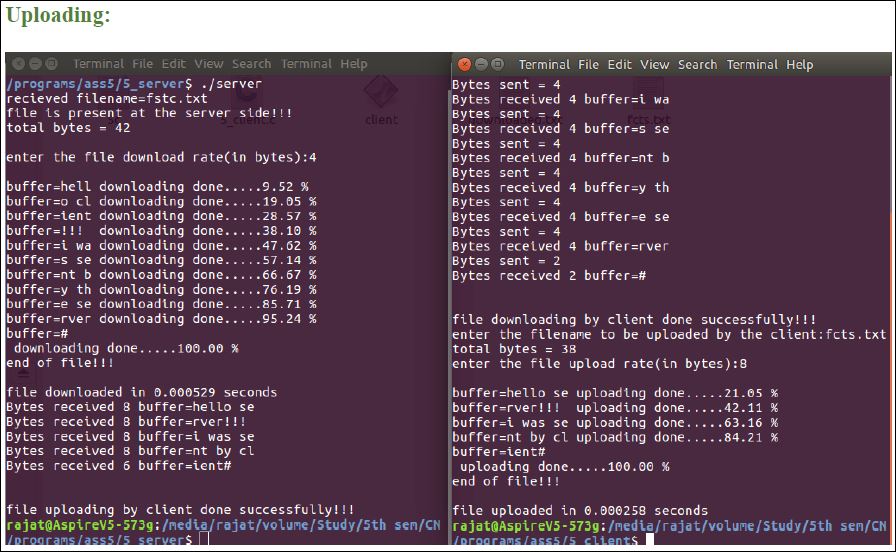 Uploading:
Terminal File Edit View Search Terminal Help
/programs/ass5/5_server$ ./server
recieved filename=fstc.txt
file is present at the server side!!!
total bytes = 42
enter the file download rate(in bytes):4
buffer=hell downloading done.....9.52 %
buffer=o cl downloading done.....19.05 %
buffer=ient downloading done.....28.57 %
buffer=!!!  downloading done.....38.10 %
buffer=i wa downloading done.....47.62 %
buffer=s se downloading done.....57.14 %
buffer=nt b downloading done.....66.67 %
buffer=y th downloading done.....76.19 %
buffer=e se downloading done.....85.71 %
buffer=rver downloading done.....95.24 %
buffer=#
 downloading done.....100.00 %
end of file!!!
file downloaded in 0.000529 seconds
Bytes received 8 buffer=hello se
Bytes received 8 buffer=rver!!!
Bytes received 8 buffer=i was se
Bytes received 8 buffer=nt by cl
Bytes received 6 buffer=ient#
file uploading by client done successfully!!!
rajat@AspireV5-573g:/media/rajat/volume/Study/5th sem/CN
/programs/ass5/5_server$
Terminal File Edit View Search Terminal Help
Bytes sent = 4
Bytes received 4 buffer=i wa
Bytes sent = 4
Bytes received 4 buffer=s se
Bytes sent = 4
Bytes received 4 buffer=nt b
Bytes sent = 4
Bytes received 4 buffer=y th
Bytes sent = 4
Bytes received 4 buffer=e se
Bytes sent = 4
Bytes received 4 buffer=rver
Bytes sent = 2
Bytes received 2 buffer=#
file downloading by client done successfully!!!
enter the filename to be uploaded by the client:fcts.txt
total bytes = 38
enter the file upload rate(in bytes):8
buffer=hello se uploading done.....21.05 %
buffer=rver!!!  uploading done.....42.11 %
buffer=i was se uploading done.....63.16 %
buffer=nt by cl uploading done.....84.21 %
buffer=ient#
 uploading done.....100.00 %
end of file!!!
file uploaded in 0.000258 seconds
rajat@AspireV5-573g:/media/rajat/volume/Study/5th sem/CN
/programs/ass5/5_client$
client
fcts.txt